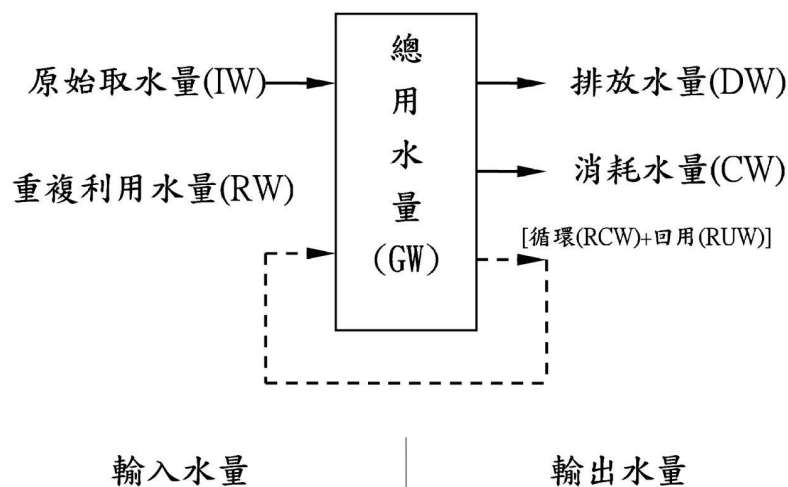 原始取水量(IW)
重複利用水量(RW)
總
用
水
量
(GW)
排放水量(DW)
消耗水量(CW)
[循環(RCW)+回用(RUW)]
輸入水量
輸出水量